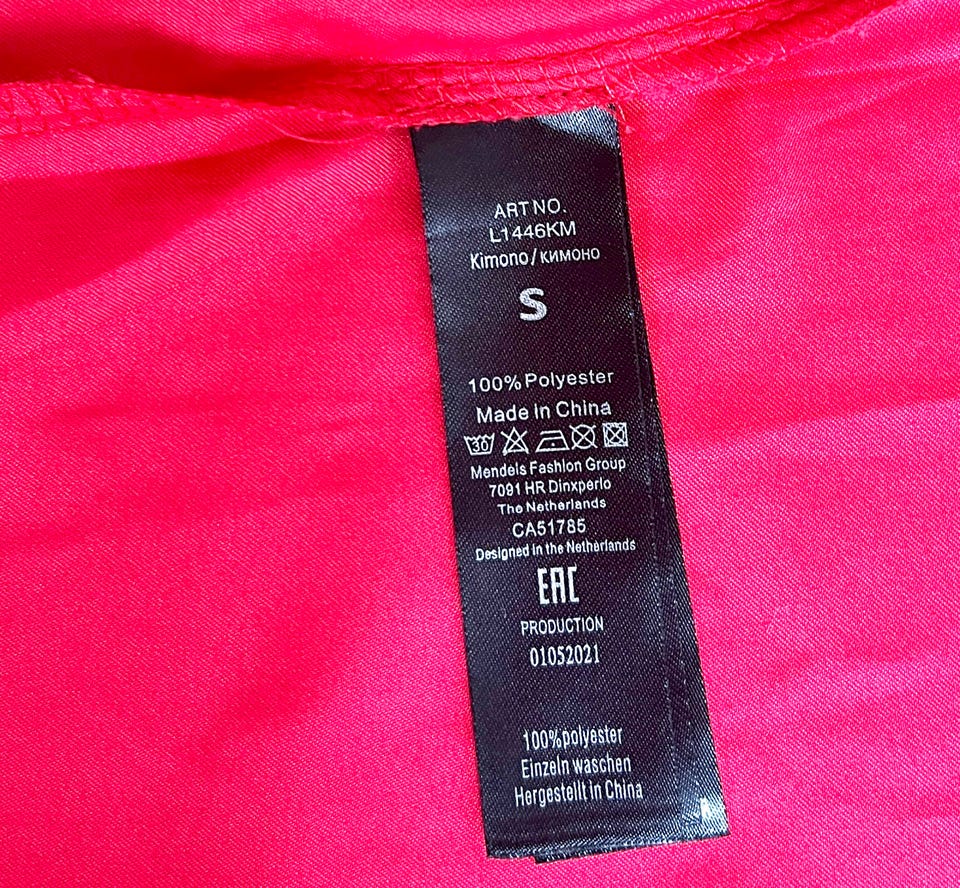 ART NO.
L1446KM
Kimono/кимоно
S
100% Polyester
Made in China
30
Mendels Fashion Group
7091 HR Dinxperlo
The Netherlands
CA51785
Designed in the Netherlands
EAC
PRODUCTION
01052021
100%polyester
Einzeln waschen
Hergestellt in China